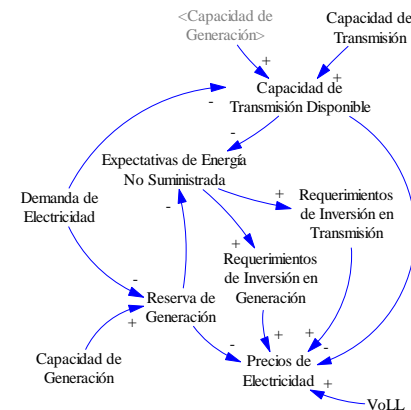 <Capacidad de
Generación>
Capacidad de
Transmisión
+
+
Capacidad de
Transmisión Disponible
-
-
Expectativas de Energía
No Suministrada
Demanda de
Electricidad
+
Requerimientos
de Inversión en
Transmisión
-
+
Requerimientos
de Inversión en
Generación
-
Reserva de
Generación
+
Capacidad de
Generación
-
+
+
-
Precios de
Electricidad
+
VoLL